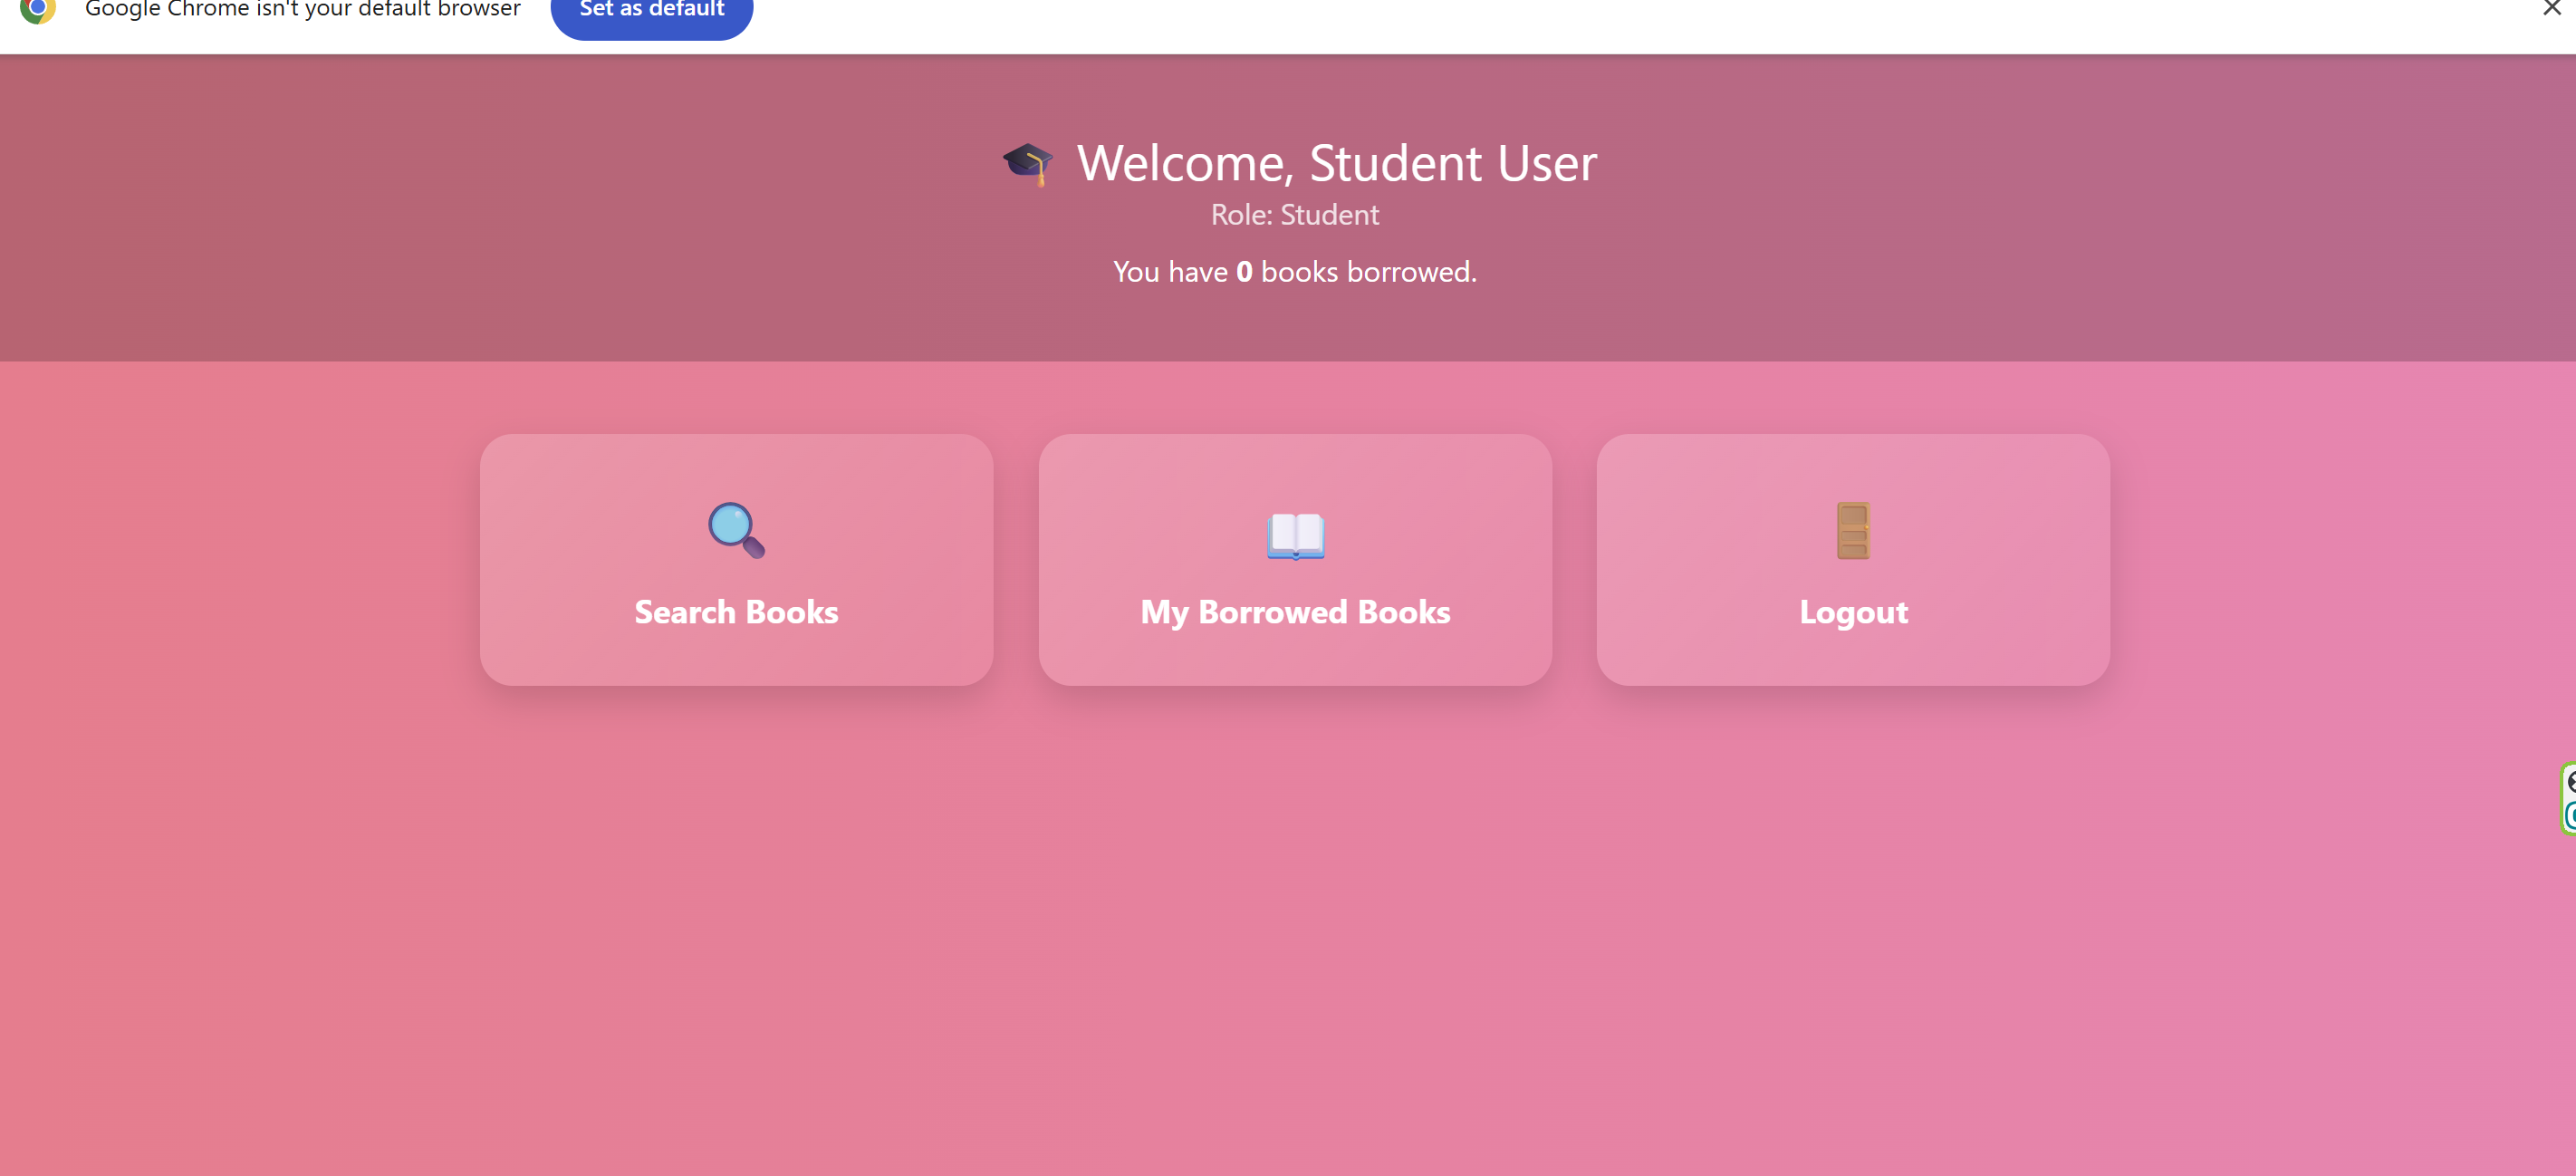 Google Chrome isn't your default browser Set as default
Welcome, Student User
Role: Student
You have 0 books borrowed.
Search Books
My Borrowed Books
Logout